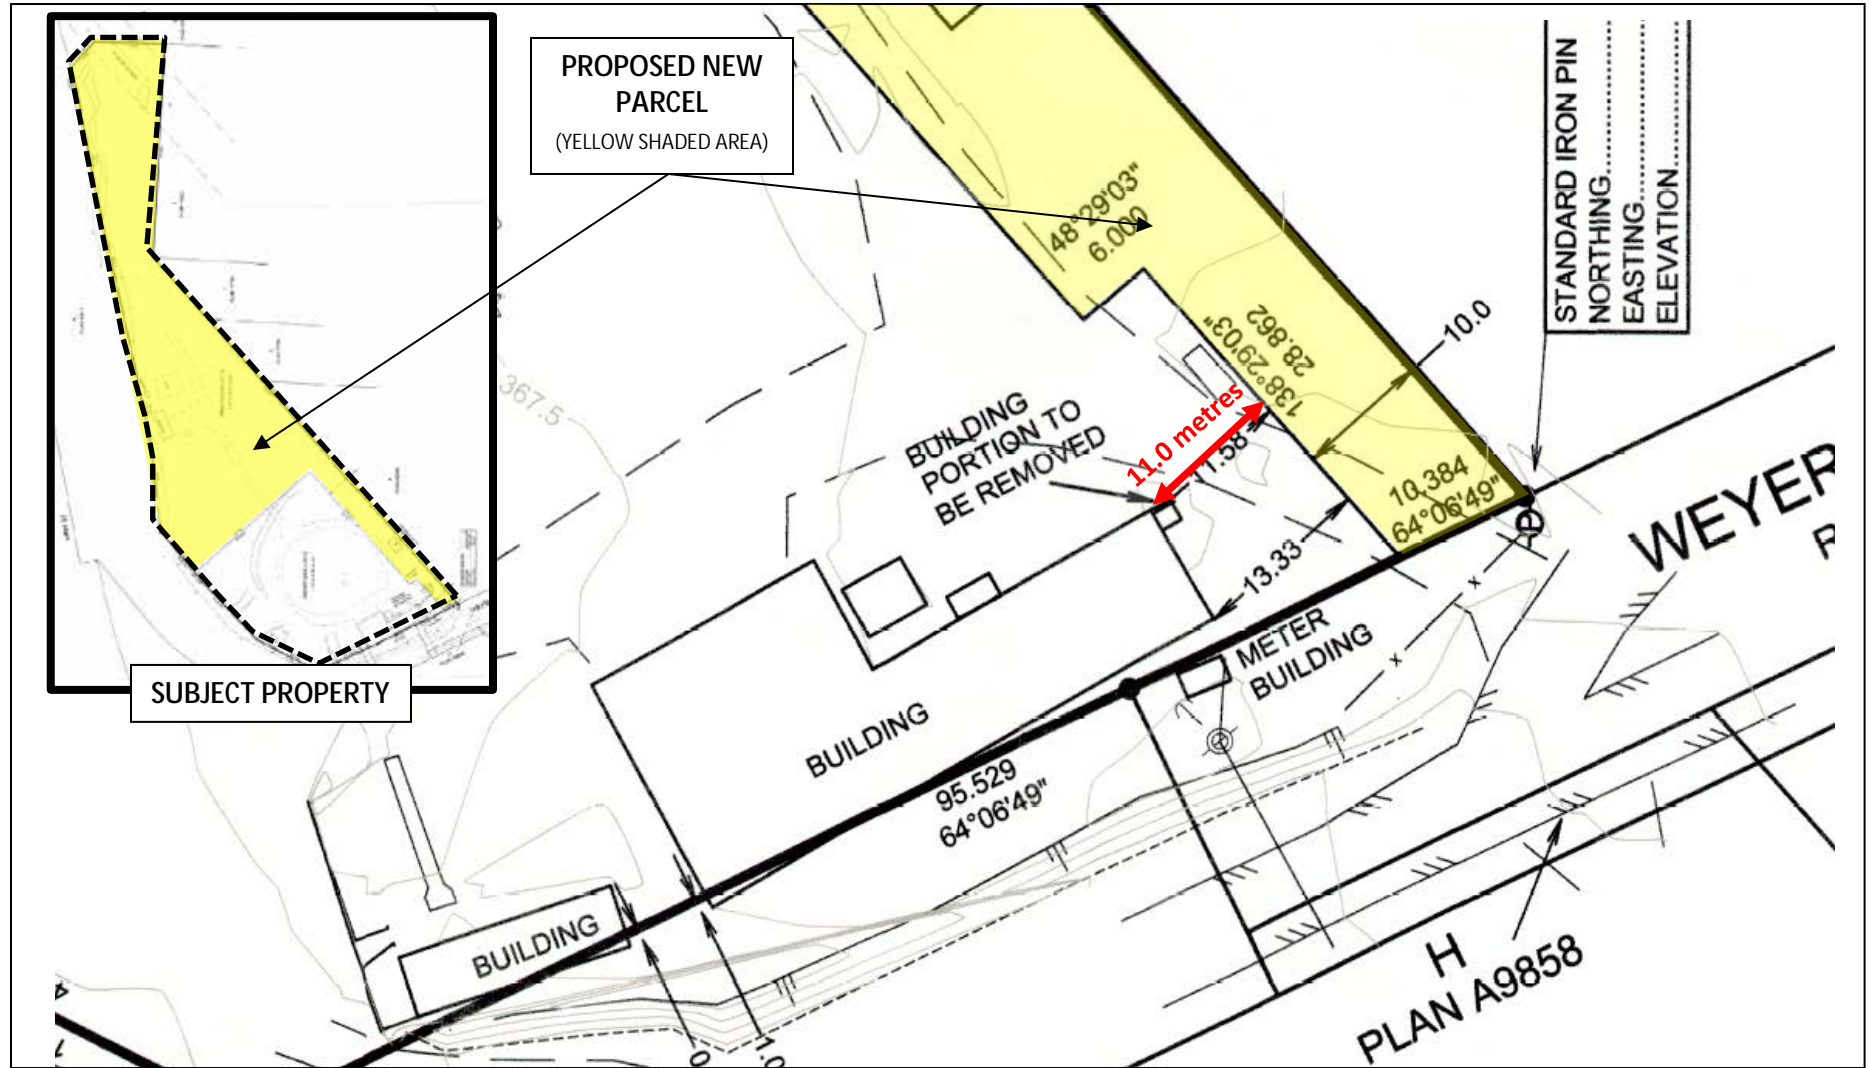 PROPOSED NEW
PARCEL
(YELLOW SHADED AREA)
SUBJECT PROPERTY
STANDARD IRON PIN
NORTHING
EASTING
ELEVATION
48°29'03"
6.000
138°29'03"
28.862
10.0
367.5
BUILDING
PORTION TO
BE REMOVED
11.0 metres
11.58
10.384
64°06'49"
13.33
WEYER
R
METER
BUILDING
BUILDING
95.529
64°06'49"
BUILDING
H
PLAN A9858
0.
1.0
x
x